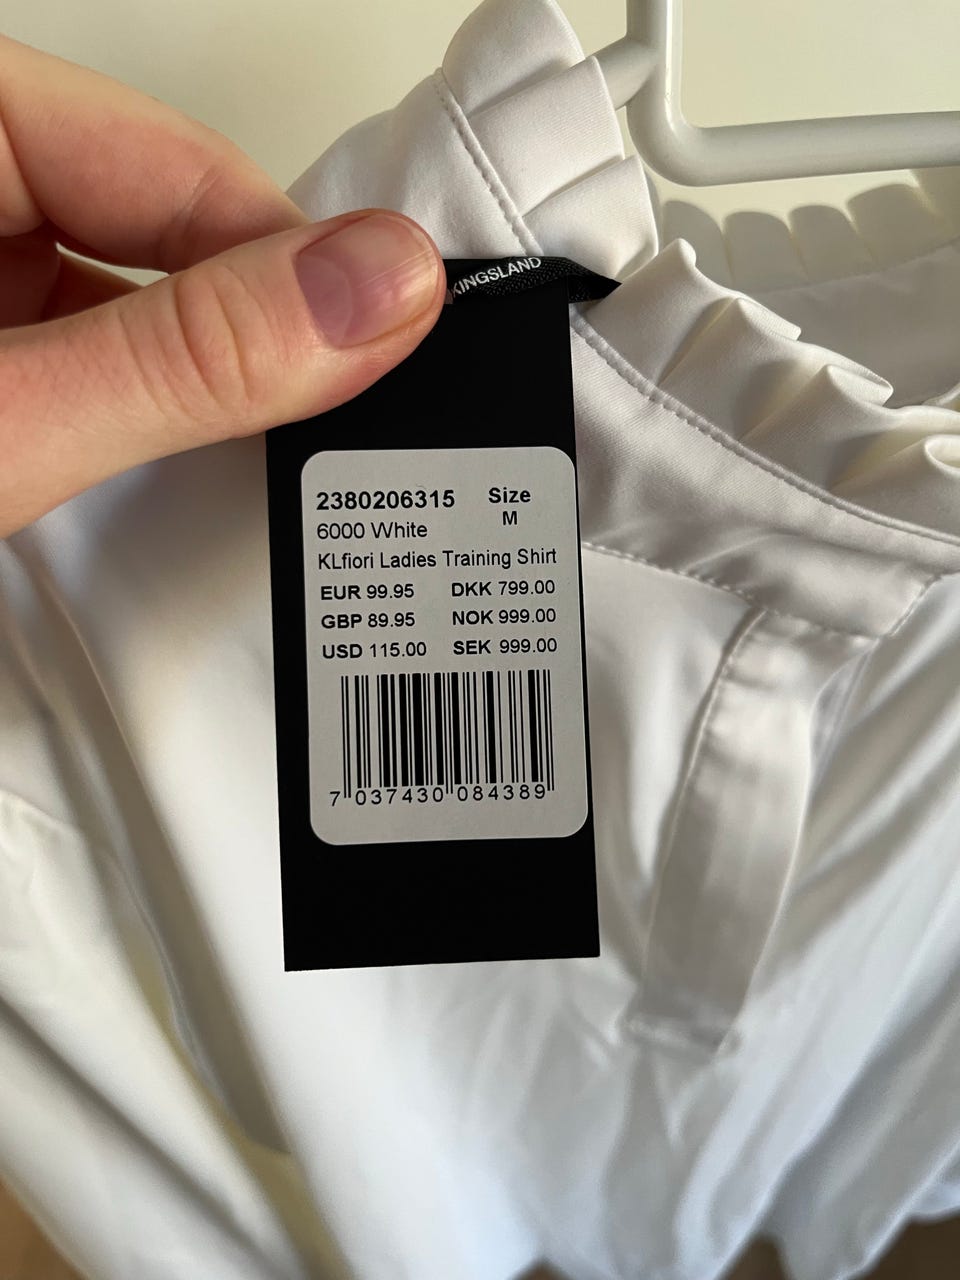 KINGSLAND
2380206315 Size
6000 White M
KLfiori Ladies Training Shirt
EUR 99.95 DKK 799.00
GBP 89.95 NOK 999.00
USD 115.00 SEK 999.00
7 037430 084389